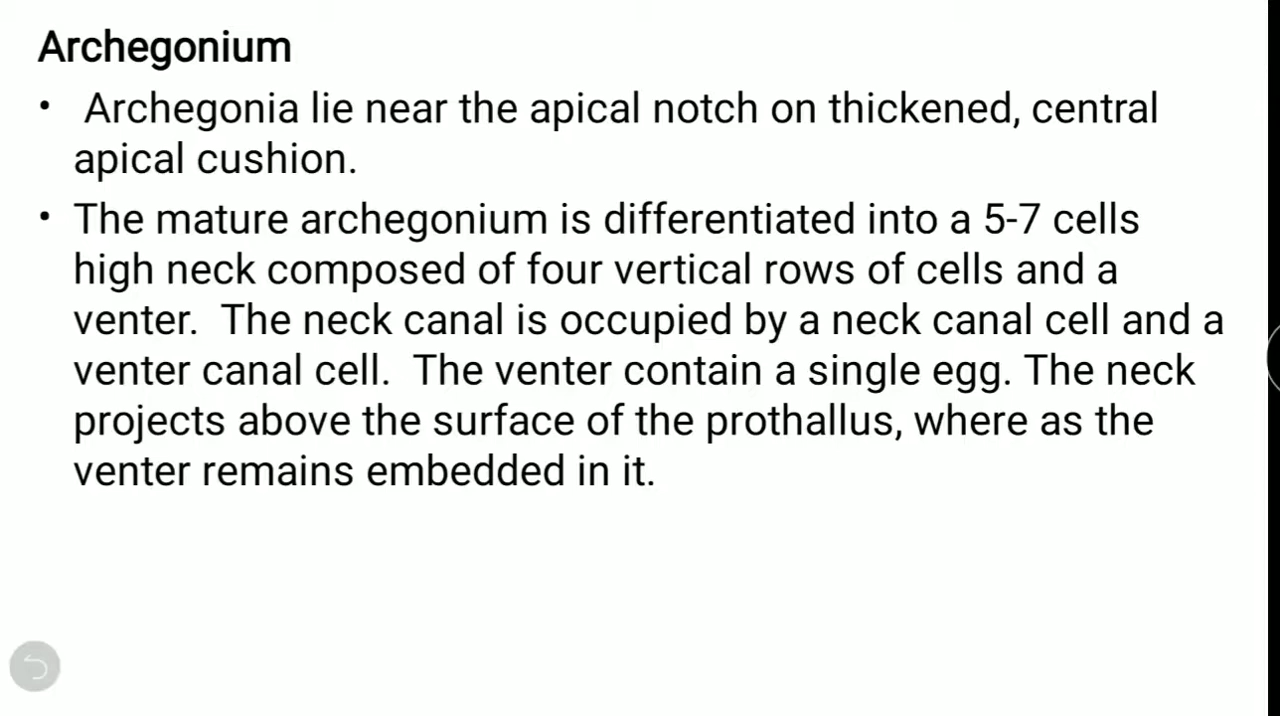 Archegonium
• Archegonia lie near the apical notch on thickened, central
apical cushion.
• The mature archegonium is differentiated into a 5-7 cells
high neck composed of four vertical rows of cells and a
venter.  The neck canal is occupied by a neck canal cell and a
venter canal cell.  The venter contain a single egg. The neck
projects above the surface of the prothallus, where as the
venter remains embedded in it.